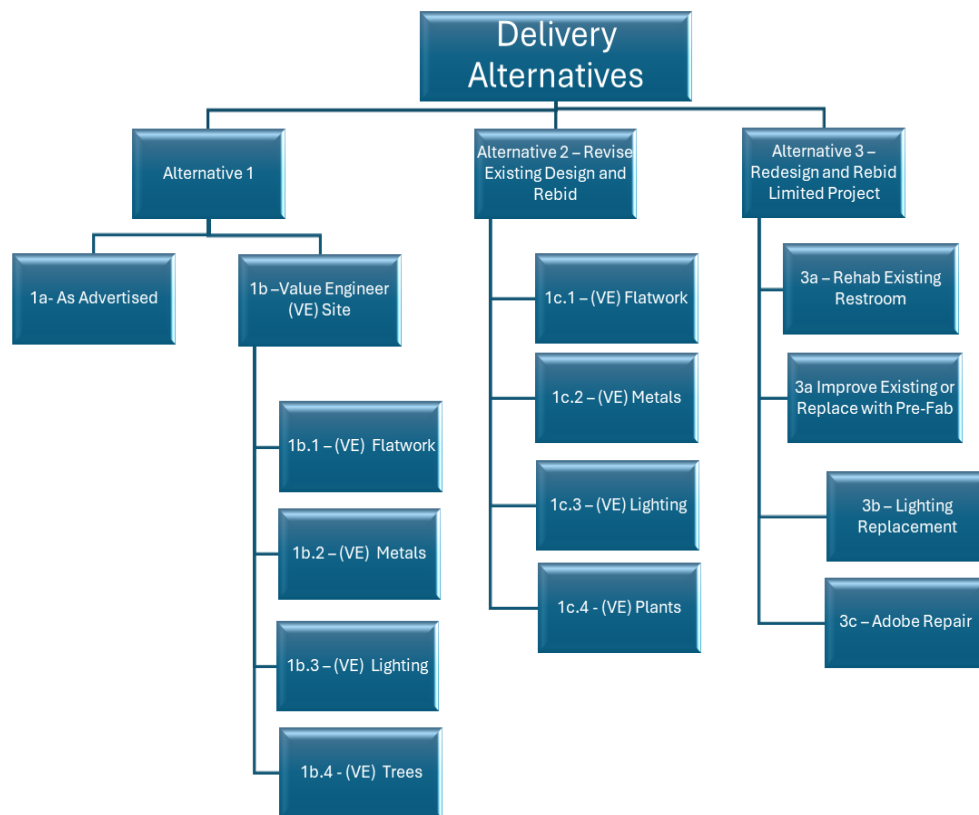 Delivery
Alternatives
Alternative 1
Alternative 2 – Revise
Existing Design and
Rebid
Alternative 3 –
Redesign and Rebid
Limited Project
1a- As Advertised
1b –Value Engineer
(VE) Site
1b.1 – (VE) Flatwork
1b.2 – (VE) Metals
1b.3 – (VE) Lighting
1b.4 - (VE) Trees
1c.1 – (VE) Flatwork
1c.2 – (VE) Metals
1c.3 – (VE) Lighting
1c.4 - (VE) Plants
3a – Rehab Existing
Restroom
3a Improve Existing or
Replace with Pre-Fab
3b – Lighting
Replacement
3c – Adobe Repair